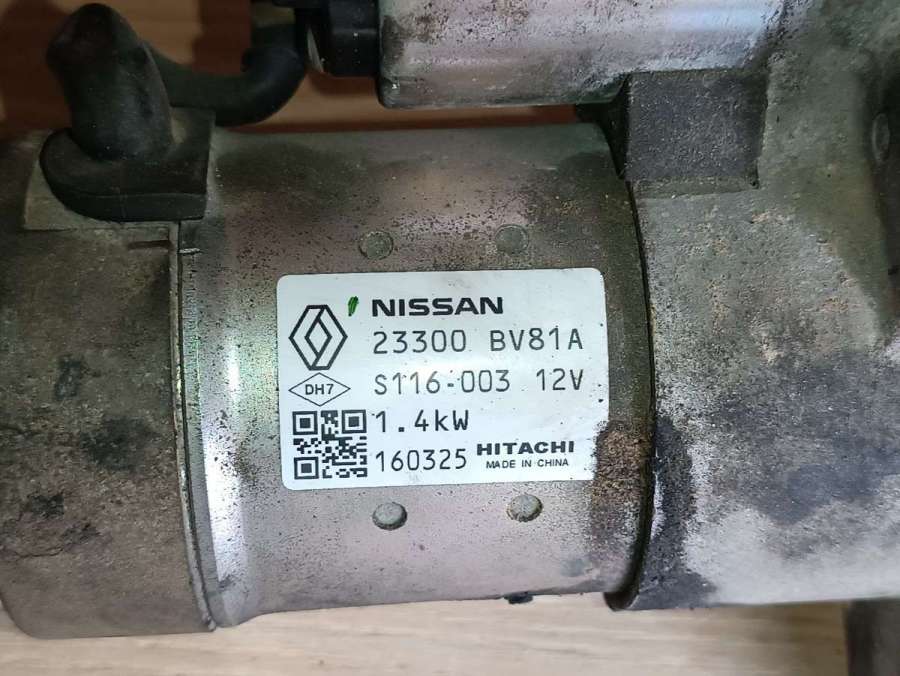 NISSAN
23300 BV81A
DH7
S116-003 12V
1.4kW
160325 HITACHI
MADE IN CHINA